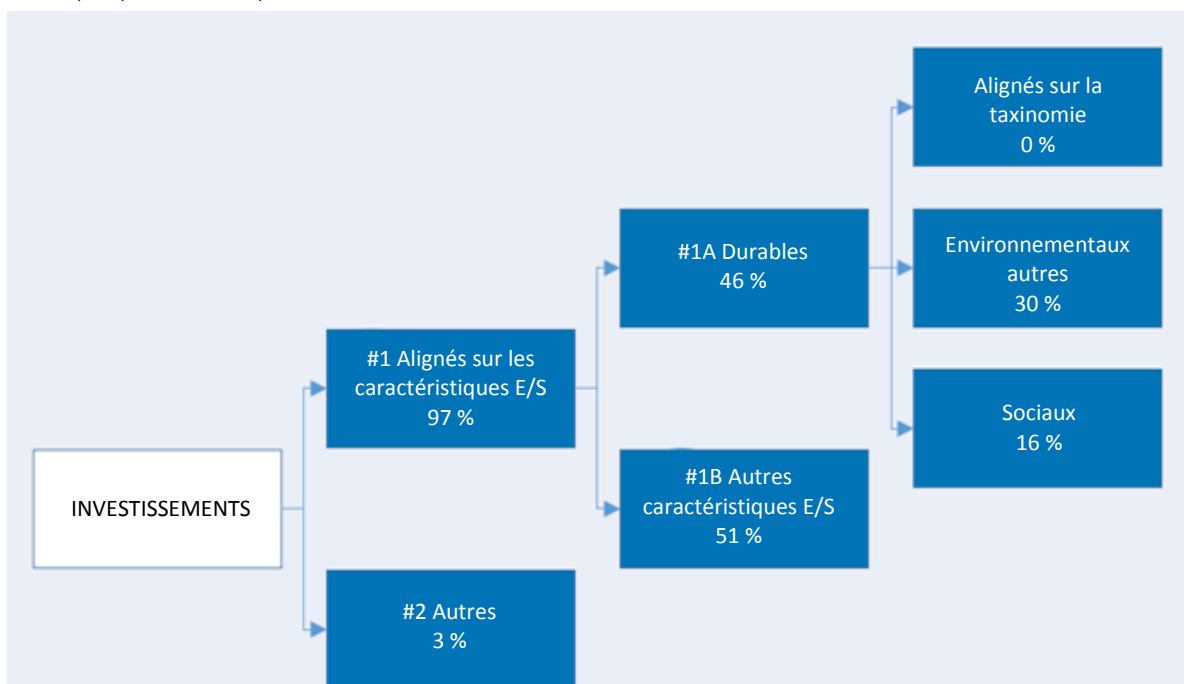 Alignés sur la
taxinomie
0 %
#1A Durables
46 %
Environnementaux
autres
30 %
#1 Alignés sur les
caractéristiques E/S
97 %
Sociaux
16 %
#1B Autres
caractéristiques E/S
51 %
INVESTISSEMENTS
#2 Autres
3 %